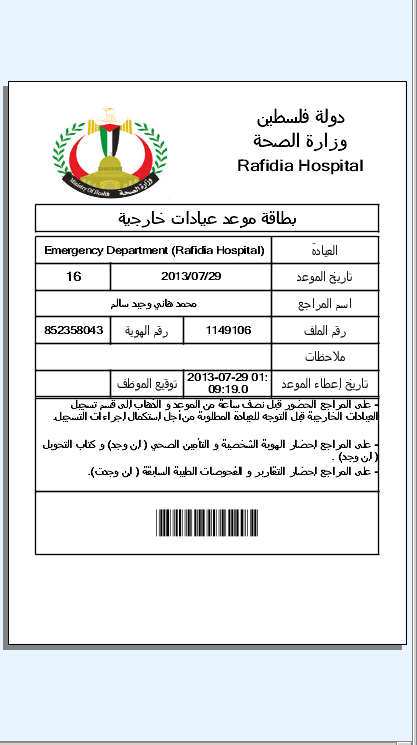 دولة فلسطين
وزارة الصحة
Rafidia Hospital
Ministry Of Health وزارة الصحة
بطاقة موعد عيادات خارجية
العيادة Emergency Department (Rafidia Hospital)
تاريخ الموعد 2013/07/29 16
اسم المراجع محمد هاني وحيد سالم
رقم الملف 1149106 رقم الهوية 852358043
ملاحظات
تاريخ إعطاء الموعد 2013-07-29 01:09:19.0 توقيع الموظف
- على المراجع الحضور قبل نصف ساعة من الموعد و الذهاب إلى قسم تسجيل
العيادات الخارجية قبل التوجه للعيادة المطلوبة من أجل إستكمال إجراءات التسجيل.
- على المراجع إحضار الهوية الشخصية و التأمين الصحي ( إن وجد) و كتاب التحويل
( إن وجد) .
- على المراجع إحضار التقارير و الفحوصات الطبية السابقة ( إن وجدت).